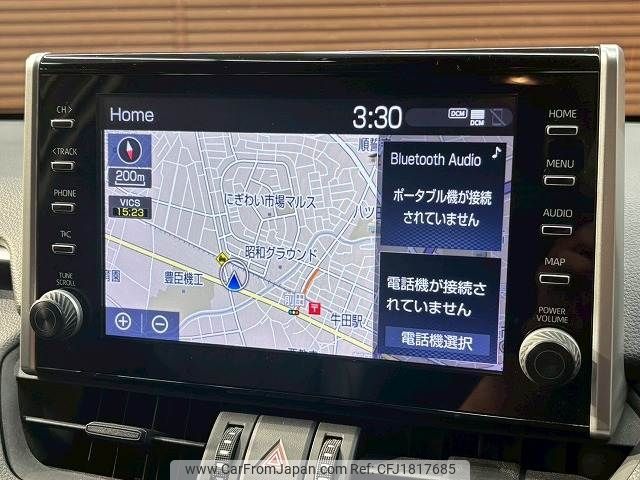 Home
3:30
DCM
DCM
CH>
<TRACK
PHONE
TUNE
SCROLL
HOME
MENU
AUDIO
MAP
POWER
VOLUME
200m
VICS
15:23
にぎわい市場マルス
昭和グラウンド
豊臣機工
牛田駅
Bluetooth Audio
ポータブル機が接続
されていません
電話機が接続さ
れていません
電話機選択
CarFromJapan
www.carfromjapan.com
CFJ1817685